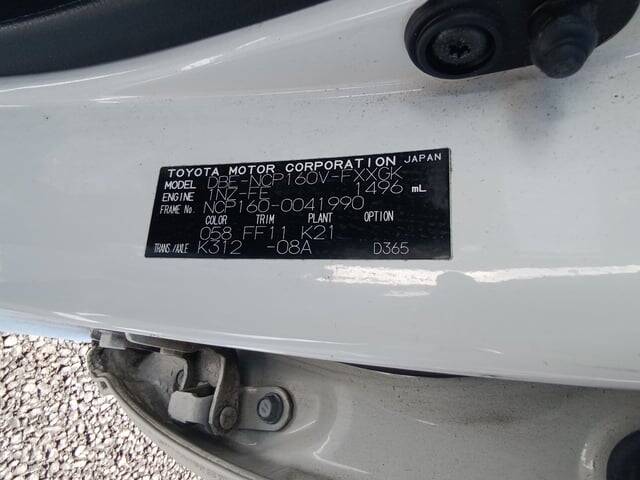 TOYOTA MOTOR CORPORATION JAPAN
MODEL DBE-NCP160V-FXXGK
ENGINE 1NZ-FE 1496 mL
FRAME No. NCP160-0041990
COLOR TRIM PLANT OPTION
058 FF11 K21
TRANS/AXLE K312 -08A D365